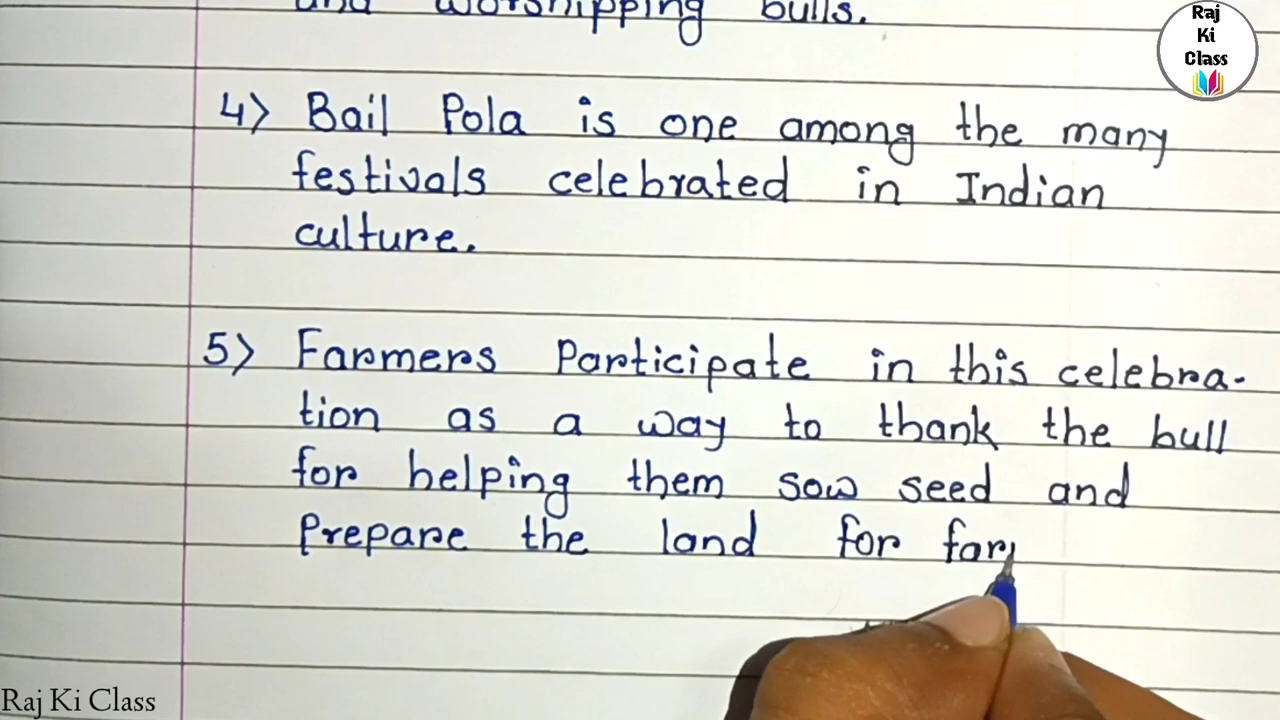 and worshipping bulls.
Raj
Ki
Class
4) Bail Pola is one among the many
festivals celebrated in Indian
culture.
5) Farmers Participate in this celebra-
tion as a way to thank the bull
for helping them sow seed and
Prepare the land for far
Raj Ki Class